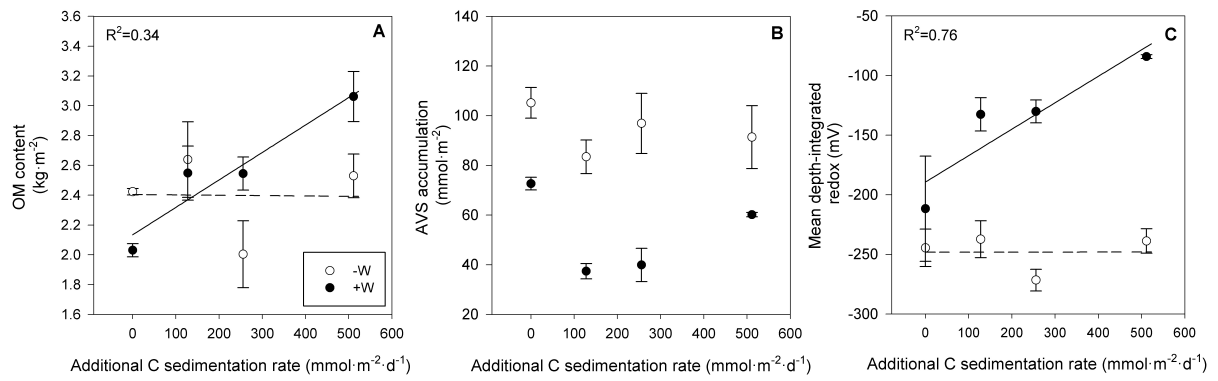 R²=0.34
A
3.6
3.4
3.2
3.0
2.8
2.6
2.4
2.2
2.0
1.8
1.6
OM content
(kg·m⁻²)
-W
+W
0 100 200 300 400 500 600
Additional C sedimentation rate (mmol·m⁻²·d⁻¹)
B
140
120
100
80
60
40
20
AVS accumulation
(mmol·m⁻²)
0 100 200 300 400 500 600
Additional C sedimentation rate (mmol·m⁻²·d⁻¹)
R²=0.76
C
-50
-100
-150
-200
-250
-300
Mean depth-integrated
redox (mV)
0 100 200 300 400 500 600
Additional C sedimentation rate (mmol·m⁻²·d⁻¹)